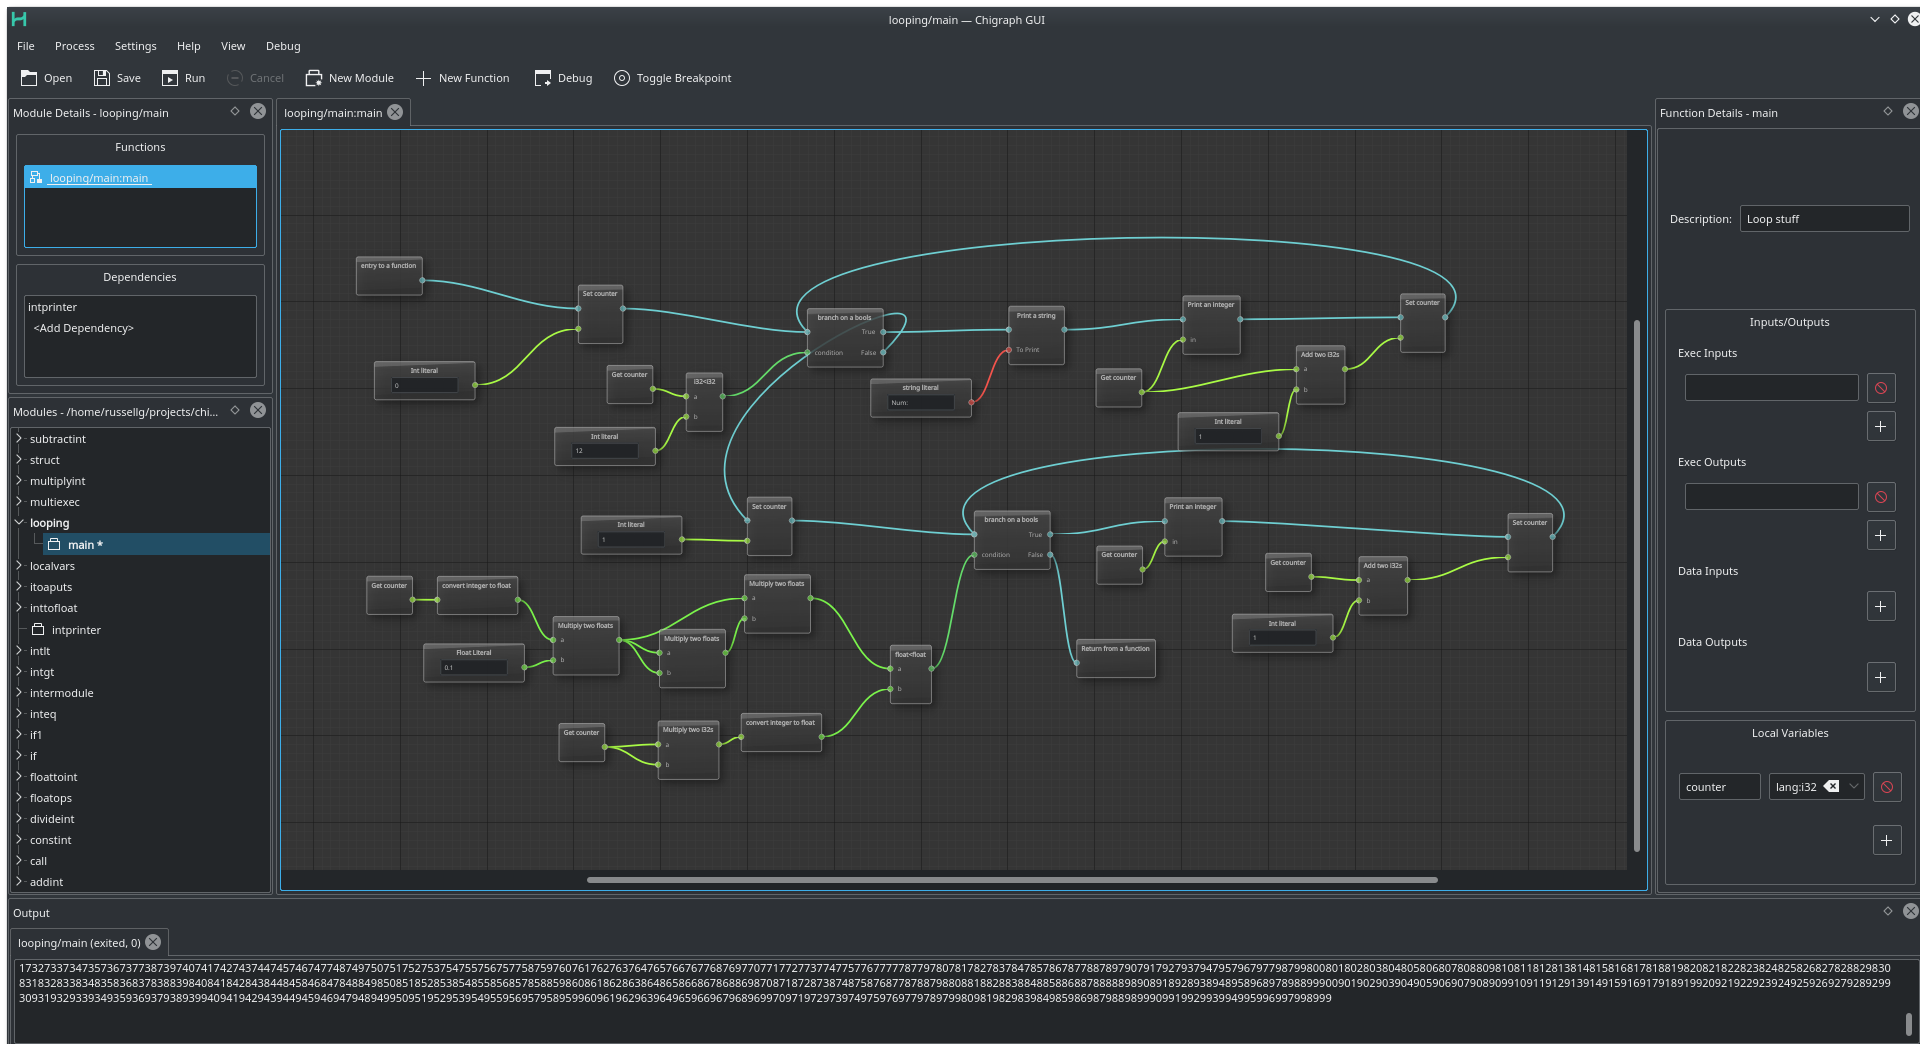 looping/main — Chigraph GUI
File Process Settings Help View Debug
Open Save Run Cancel New Module New Function Debug Toggle Breakpoint
Module Details - looping/main
Functions
looping/main:main
Dependencies
intprinter
<Add Dependency>
Modules - /home/russellg/projects/chi...
subtractint
struct
multiplyint
multiexec
looping
main *
localvars
itoaputs
inttofloat
intprinter
intlt
intgt
intermodule
inteq
if1
if
floattoint
floatops
divideint
constint
call
addint
looping/main:main
entry to a function
Set counter
Int literal
0
Get counter
i32<i32
a
b
Int literal
12
branch on a bools
True
condition False
Print a string
To Print
string literal
Num:
Print an integer
in
Get counter
Add two i32s
a
b
Int literal
1
Set counter
Int literal
1
Set counter
branch on a bools
True
condition False
Print an integer
in
Get counter
Get counter
Add two i32s
a
b
Int literal
1
Set counter
Return from a function
Get counter
convert integer to float
Float Literal
0.1
Multiply two floats
a
b
Multiply two floats
a
b
Multiply two floats
a
b
float<float
a
b
Get counter
Multiply two i32s
a
b
convert integer to float
Function Details - main
Description: Loop stuff
Inputs/Outputs
Exec Inputs
Exec Outputs
Data Inputs
Data Outputs
Local Variables
counter lang:i32
Output
looping/main (exited, 0)